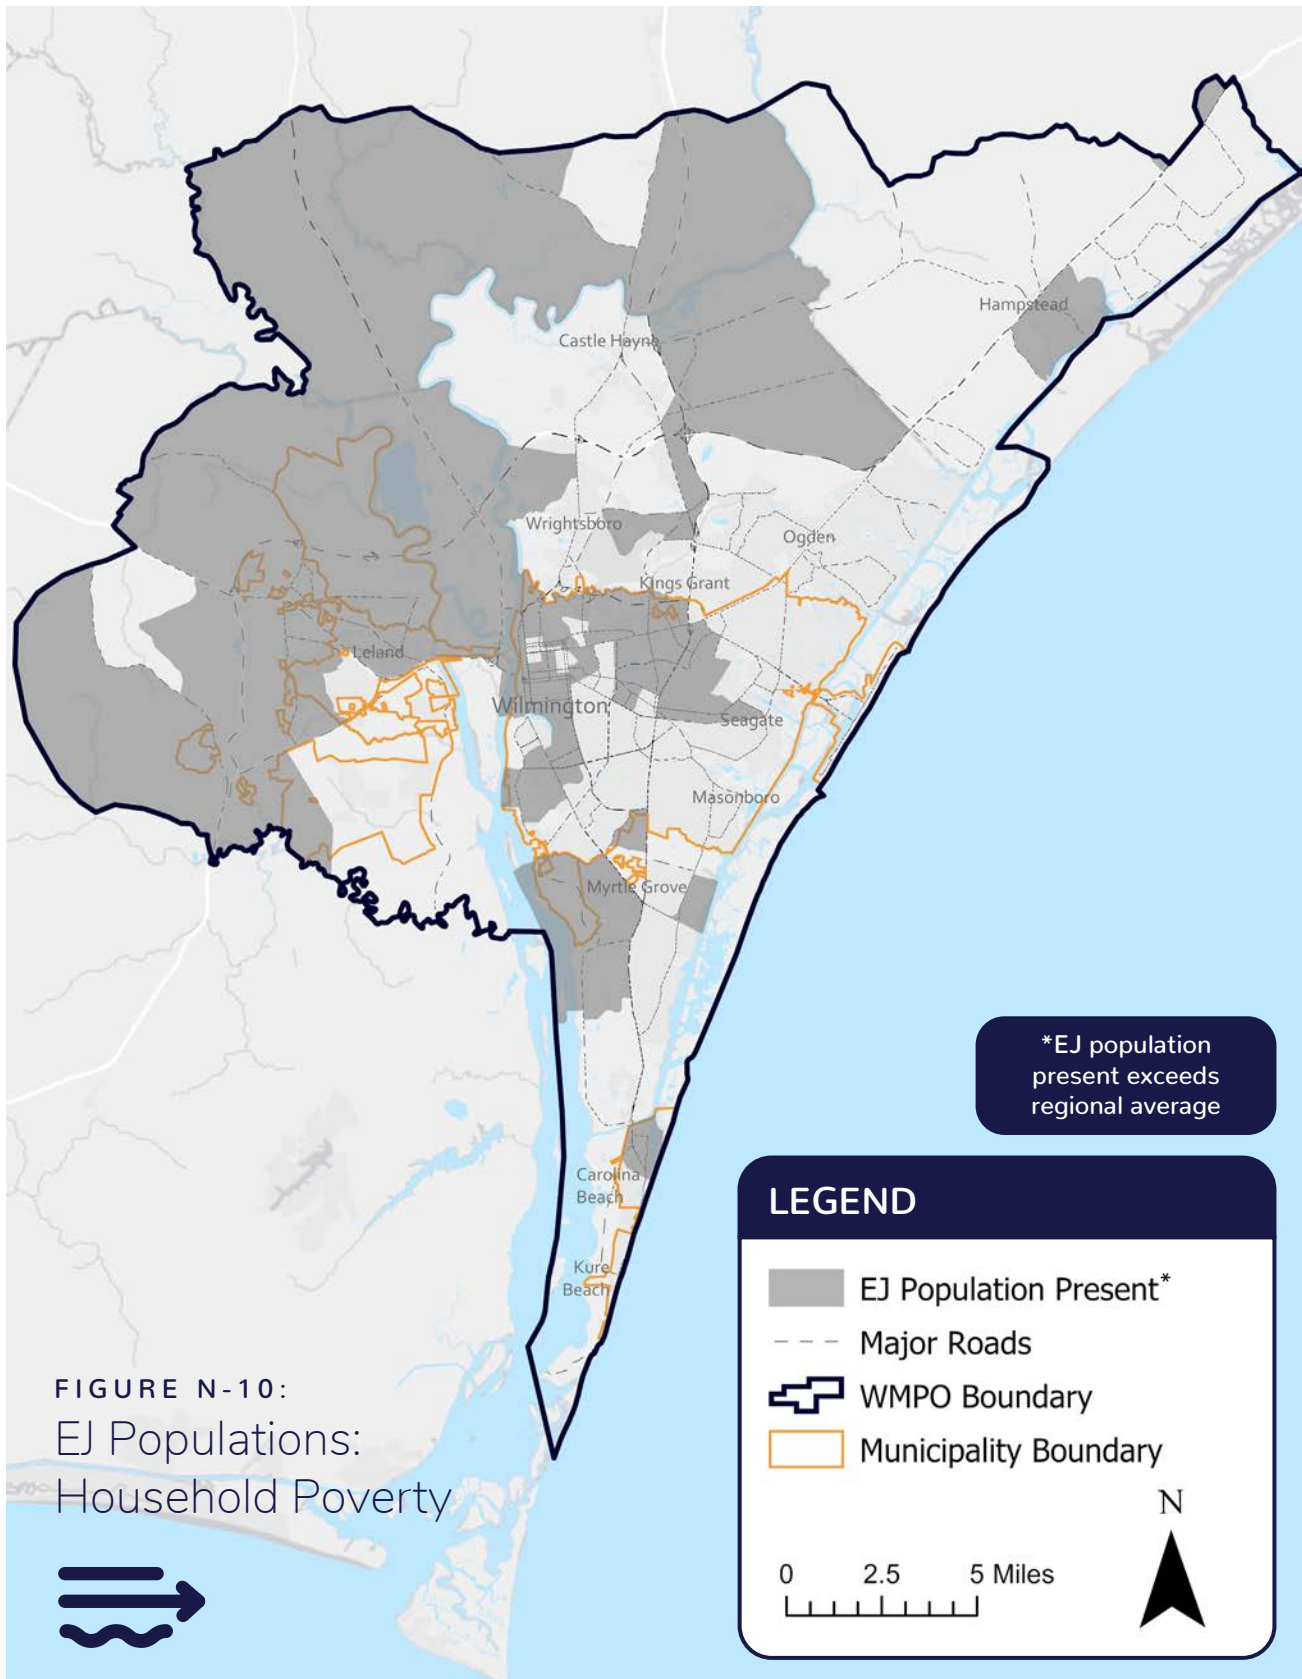 Hampstead
Castle Hayne
Wrightsboro
Ogden
Kings Grant
Leland
Wilmington
Seagate
Masonboro
Myrtle Grove
*EJ population
present exceeds
regional average
Carolina
Beach
Kure
Beach
LEGEND
EJ Population Present*
Major Roads
WMPO Boundary
Municipality Boundary
N
0 2.5 5 Miles
FIGURE N-10:
EJ Populations:
Household Poverty